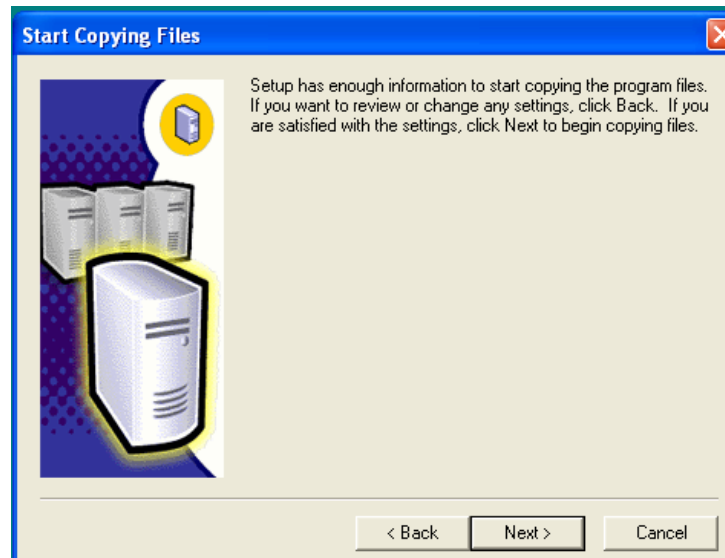 Start Copying Files
Setup has enough information to start copying the program files.
If you want to review or change any settings, click Back. If you
are satisfied with the settings, click Next to begin copying files.
< Back
Next >
Cancel